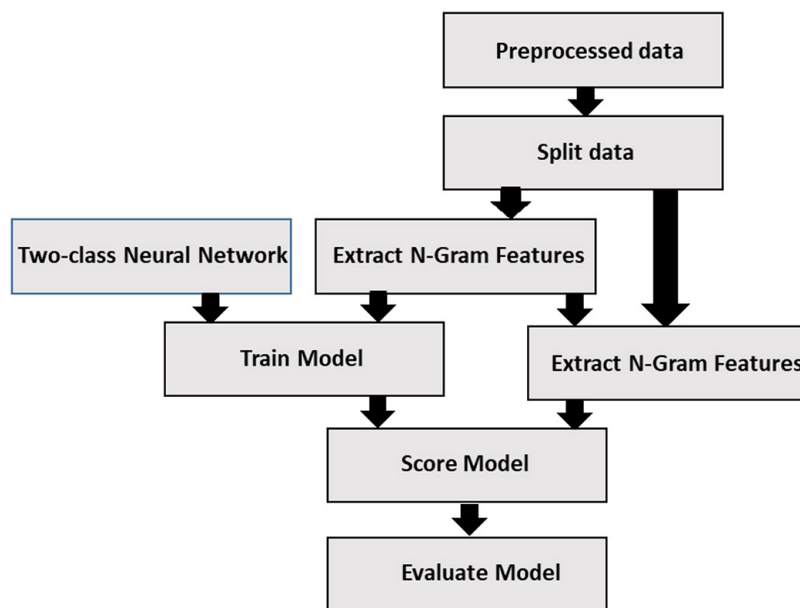 Preprocessed data
Split data
Two-class Neural Network
Extract N-Gram Features
Train Model
Extract N-Gram Features
Score Model
Evaluate Model